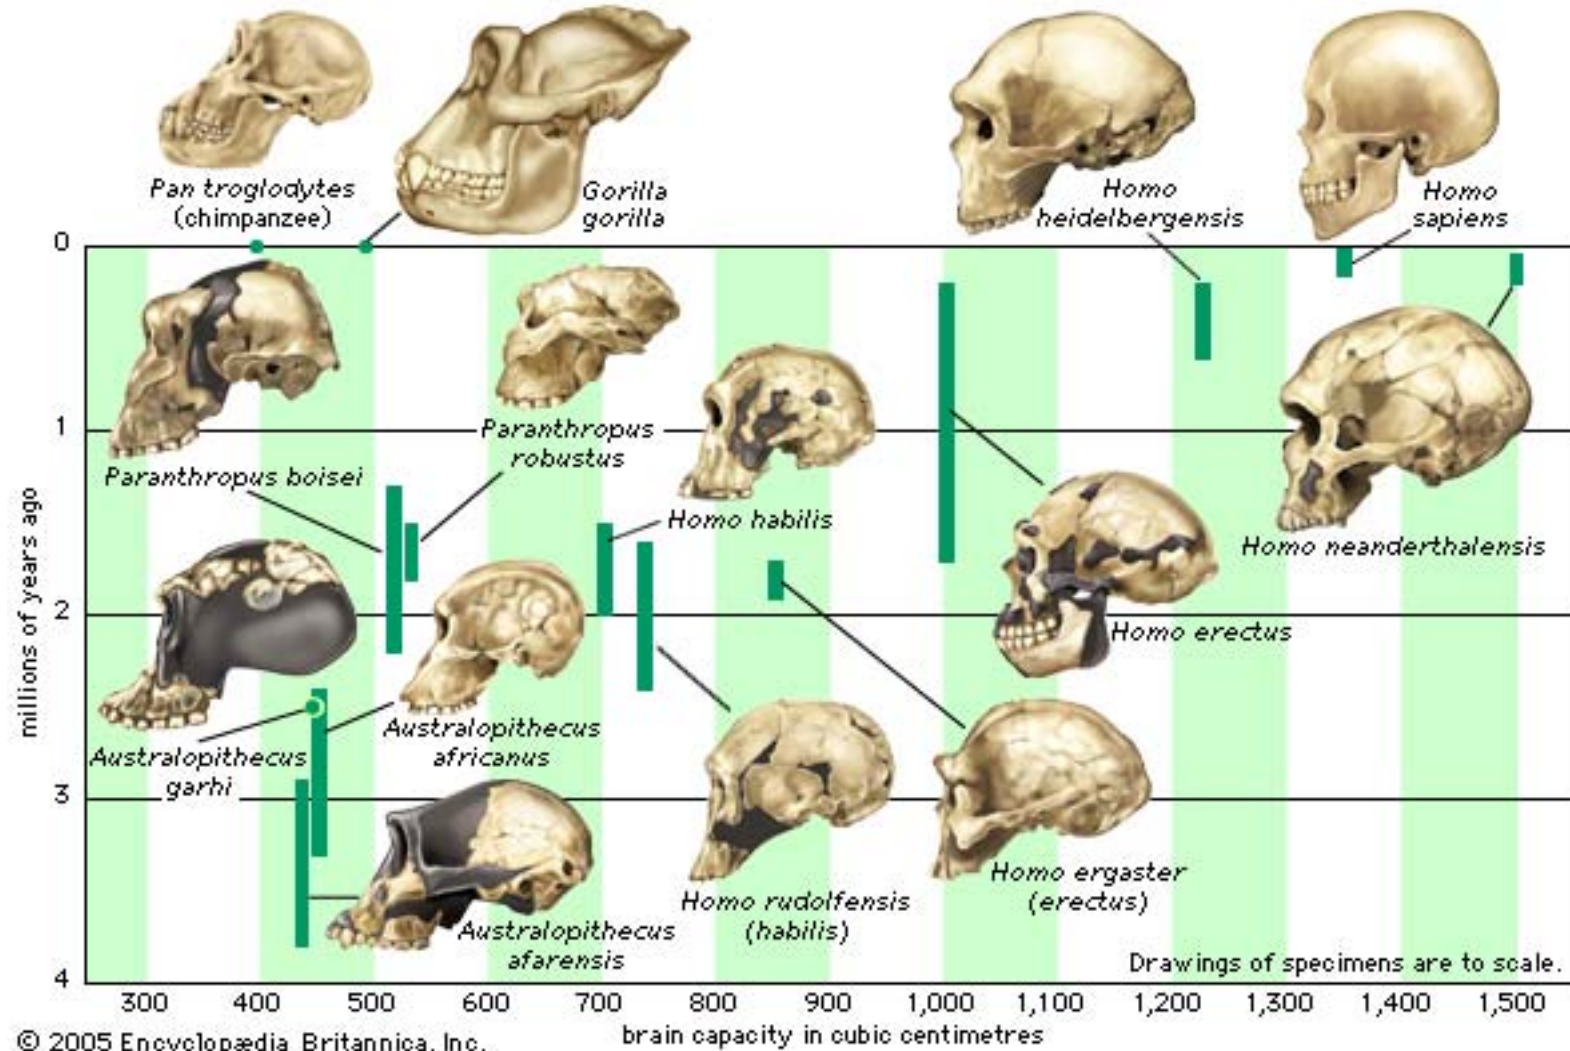 Pan troglodytes
(chimpanzee)
Gorilla
gorilla
Homo
heidelbergensis
Homo
sapiens
0
Paranthropus
robustus
1
Paranthropus boisei
Homo habilis
Homo neanderthalensis
millions of years ago
2
Homo erectus
Australopithecus
africanus
Australopithecus
garhi
3
Homo ergaster
(erectus)
Homo rudolfensis
(habilis)
Australopithecus
afarensis
Drawings of specimens are to scale.
4
300 400 500 600 700 800 900 1,000 1,100 1,200 1,300 1,400 1,500
brain capacity in cubic centimetres
© 2005 Encyclopædia Britannica, Inc.